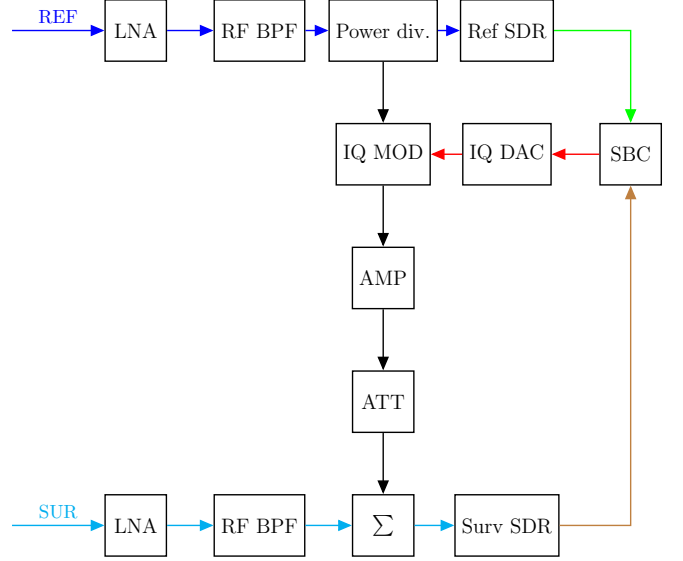 REF
LNA
RF BPF
Power div.
Ref SDR
IQ MOD
IQ DAC
SBC
AMP
ATT
SUR
LNA
RF BPF
∑
Surv SDR